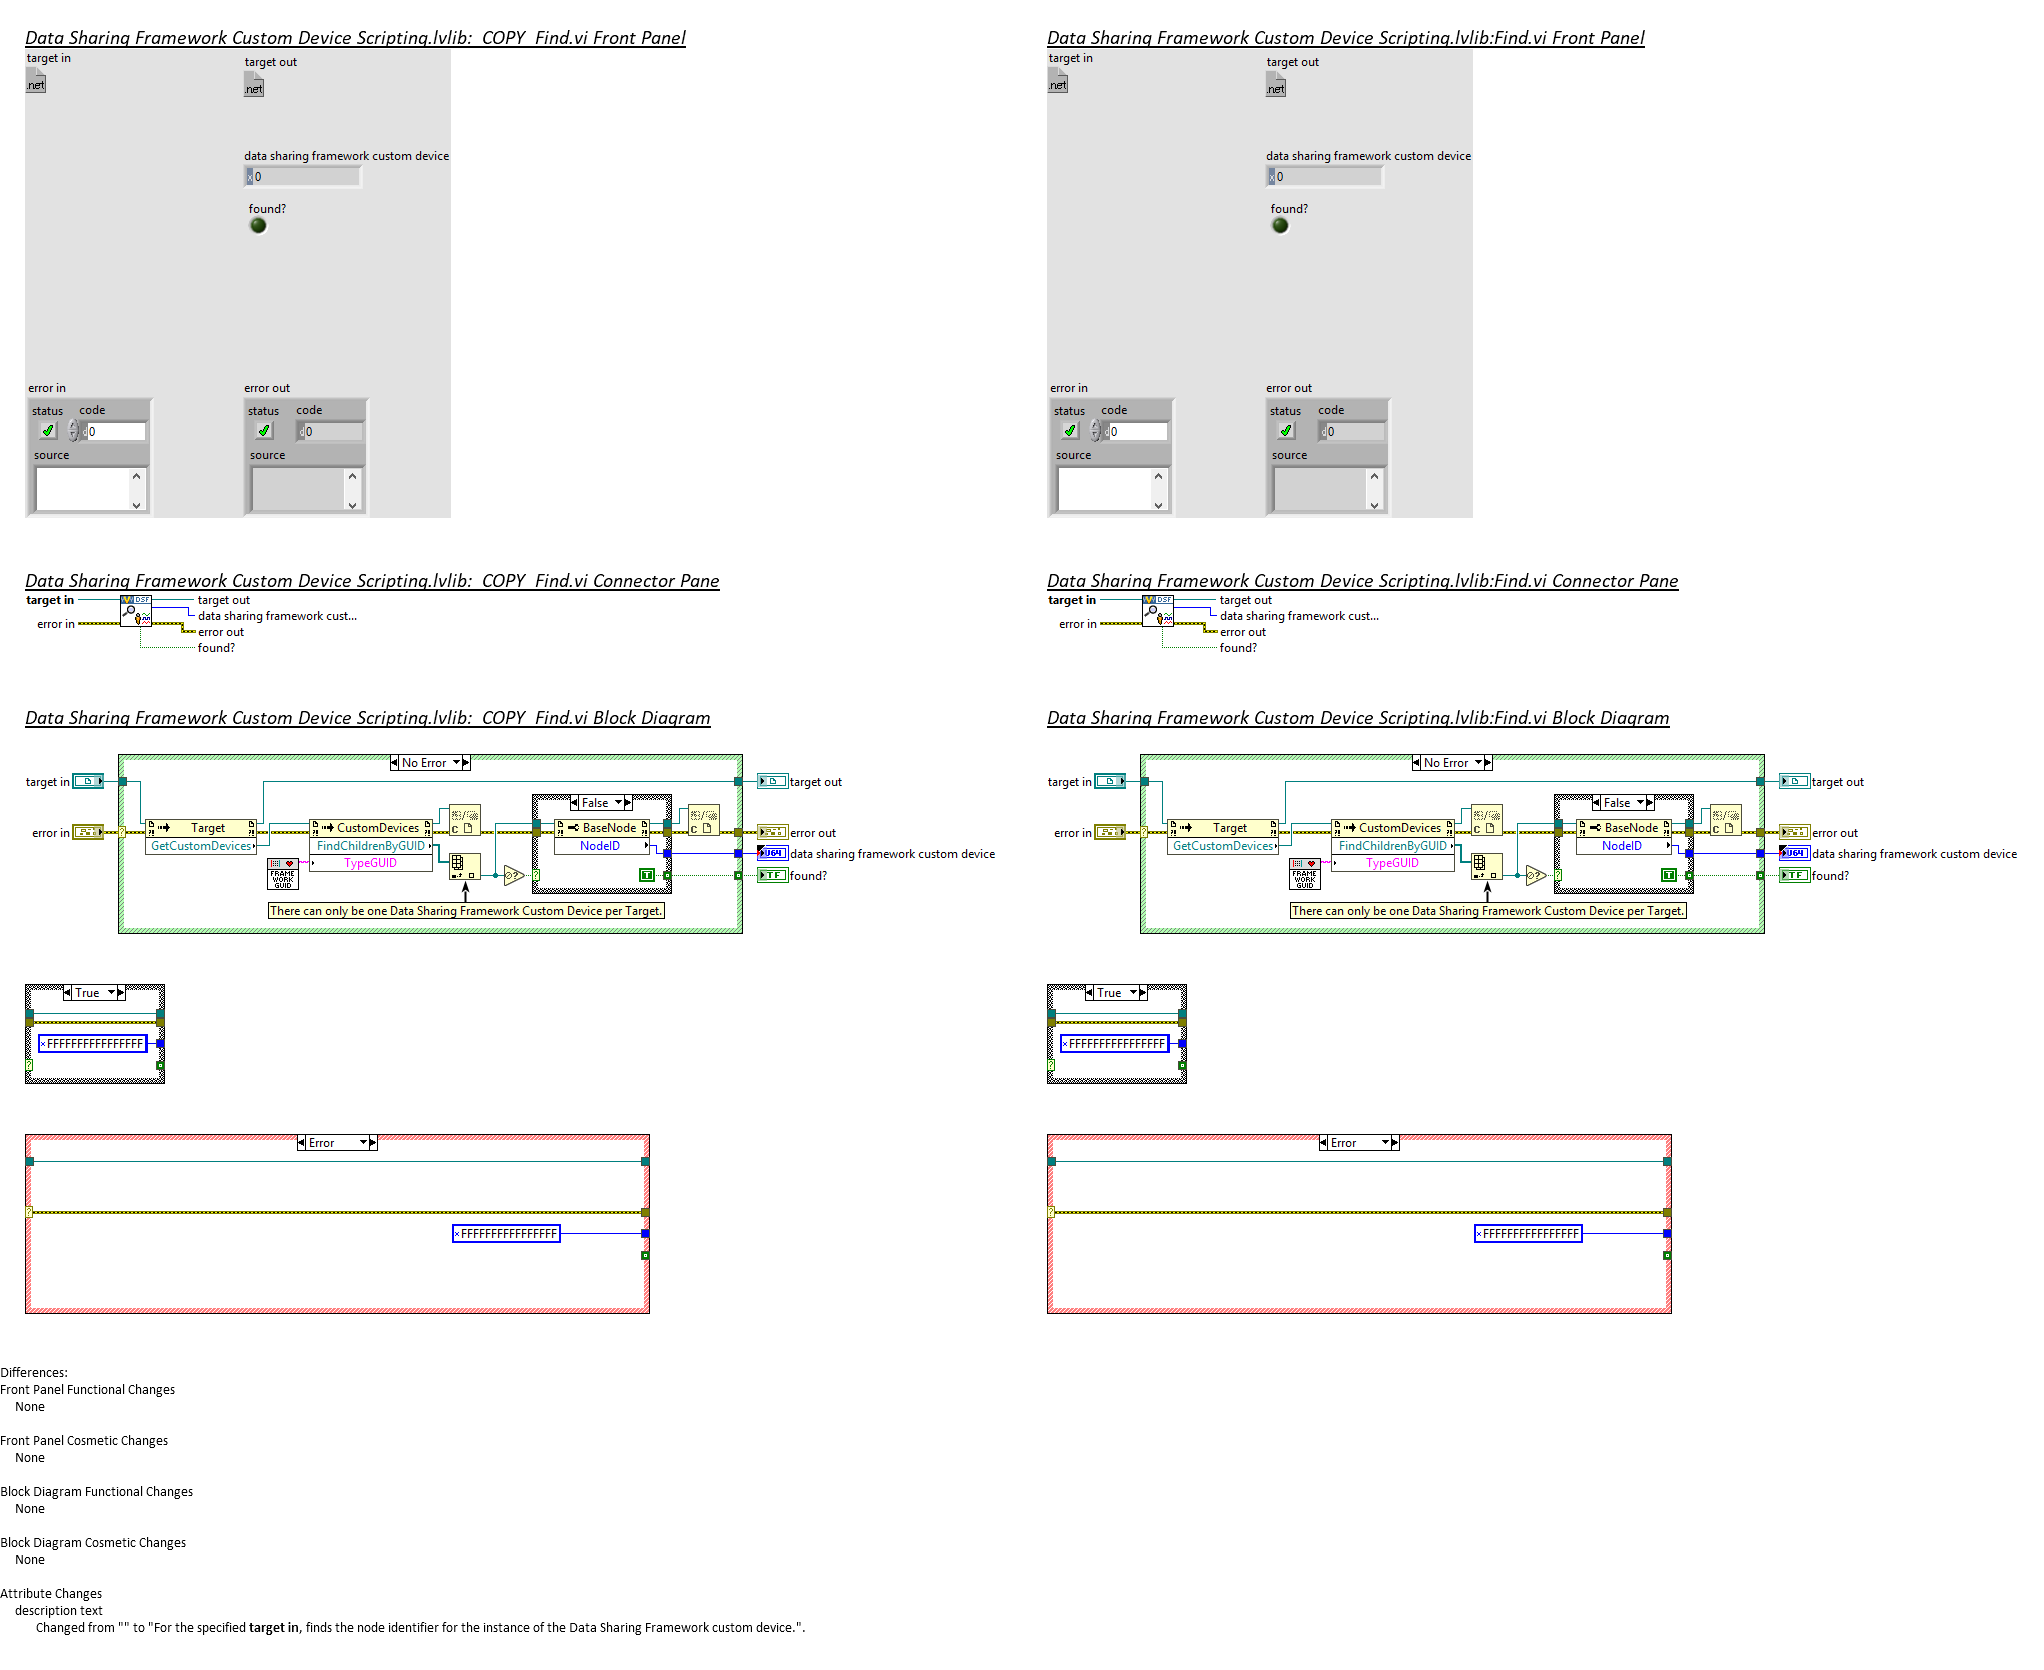 Data Sharing Framework Custom Device Scripting.lvlib:_COPY_Find.vi Front Panel
target in
.net
target out
.net
data sharing framework custom device
x 0
found?
error in
status code
0
source
error out
status code
d 0
source
Data Sharing Framework Custom Device Scripting.lvlib:_COPY_Find.vi Connector Pane
target in
DSF
target out
data sharing framework cust...
error in
error out
found?
Data Sharing Framework Custom Device Scripting.lvlib:_COPY_Find.vi Block Diagram
No Error
target in
target out
False
error in
Target
CustomDevices
BaseNode
error out
GetCustomDevices
FindChildrenByGUID
NodeID
U64
data sharing framework custom device
TypeGUID
FRAME
WORK
GUID
T
TF
found?
There can only be one Data Sharing Framework Custom Device per Target.
True
×FFFFFFFFFFFFFFFF
Error
×FFFFFFFFFFFFFFFF
Data Sharing Framework Custom Device Scripting.lvlib:Find.vi Front Panel
target in
.net
target out
.net
data sharing framework custom device
x 0
found?
error in
status code
0
source
error out
status code
d 0
source
Data Sharing Framework Custom Device Scripting.lvlib:Find.vi Connector Pane
target in
DSF
target out
data sharing framework cust...
error in
error out
found?
Data Sharing Framework Custom Device Scripting.lvlib:Find.vi Block Diagram
No Error
target in
target out
False
error in
Target
CustomDevices
BaseNode
error out
GetCustomDevices
FindChildrenByGUID
NodeID
U64
data sharing framework custom device
TypeGUID
FRAME
WORK
GUID
T
TF
found?
There can only be one Data Sharing Framework Custom Device per Target.
True
×FFFFFFFFFFFFFFFF
Error
×FFFFFFFFFFFFFFFF
Differences:
Front Panel Functional Changes
None
Front Panel Cosmetic Changes
None
Block Diagram Functional Changes
None
Block Diagram Cosmetic Changes
None
Attribute Changes
description text
Changed from "" to "For the specified target in, finds the node identifier for the instance of the Data Sharing Framework custom device.".